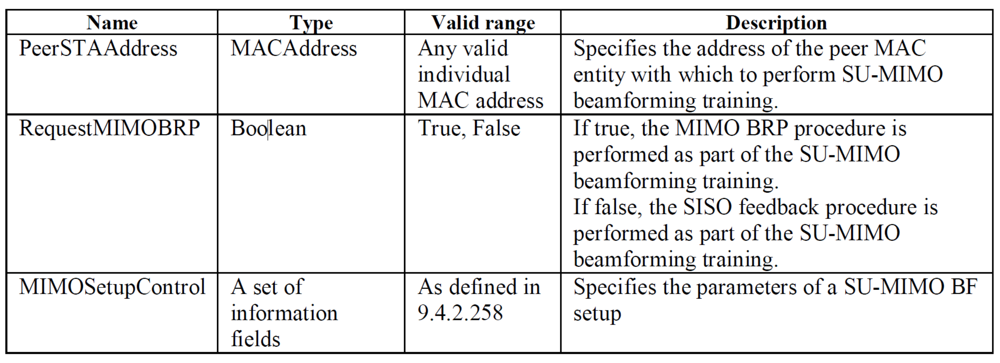 Name Type Valid range Description
PeerSTAAddress MACAddress Any valid individual MAC address Specifies the address of the peer MAC entity with which to perform SU-MIMO beamforming training.
RequestMIMOBRP Boolean True, False If true, the MIMO BRP procedure is performed as part of the SU-MIMO beamforming training.
If false, the SISO feedback procedure is performed as part of the SU-MIMO beamforming training.
MIMOSetupControl A set of information fields As defined in 9.4.2.258 Specifies the parameters of a SU-MIMO BF setup